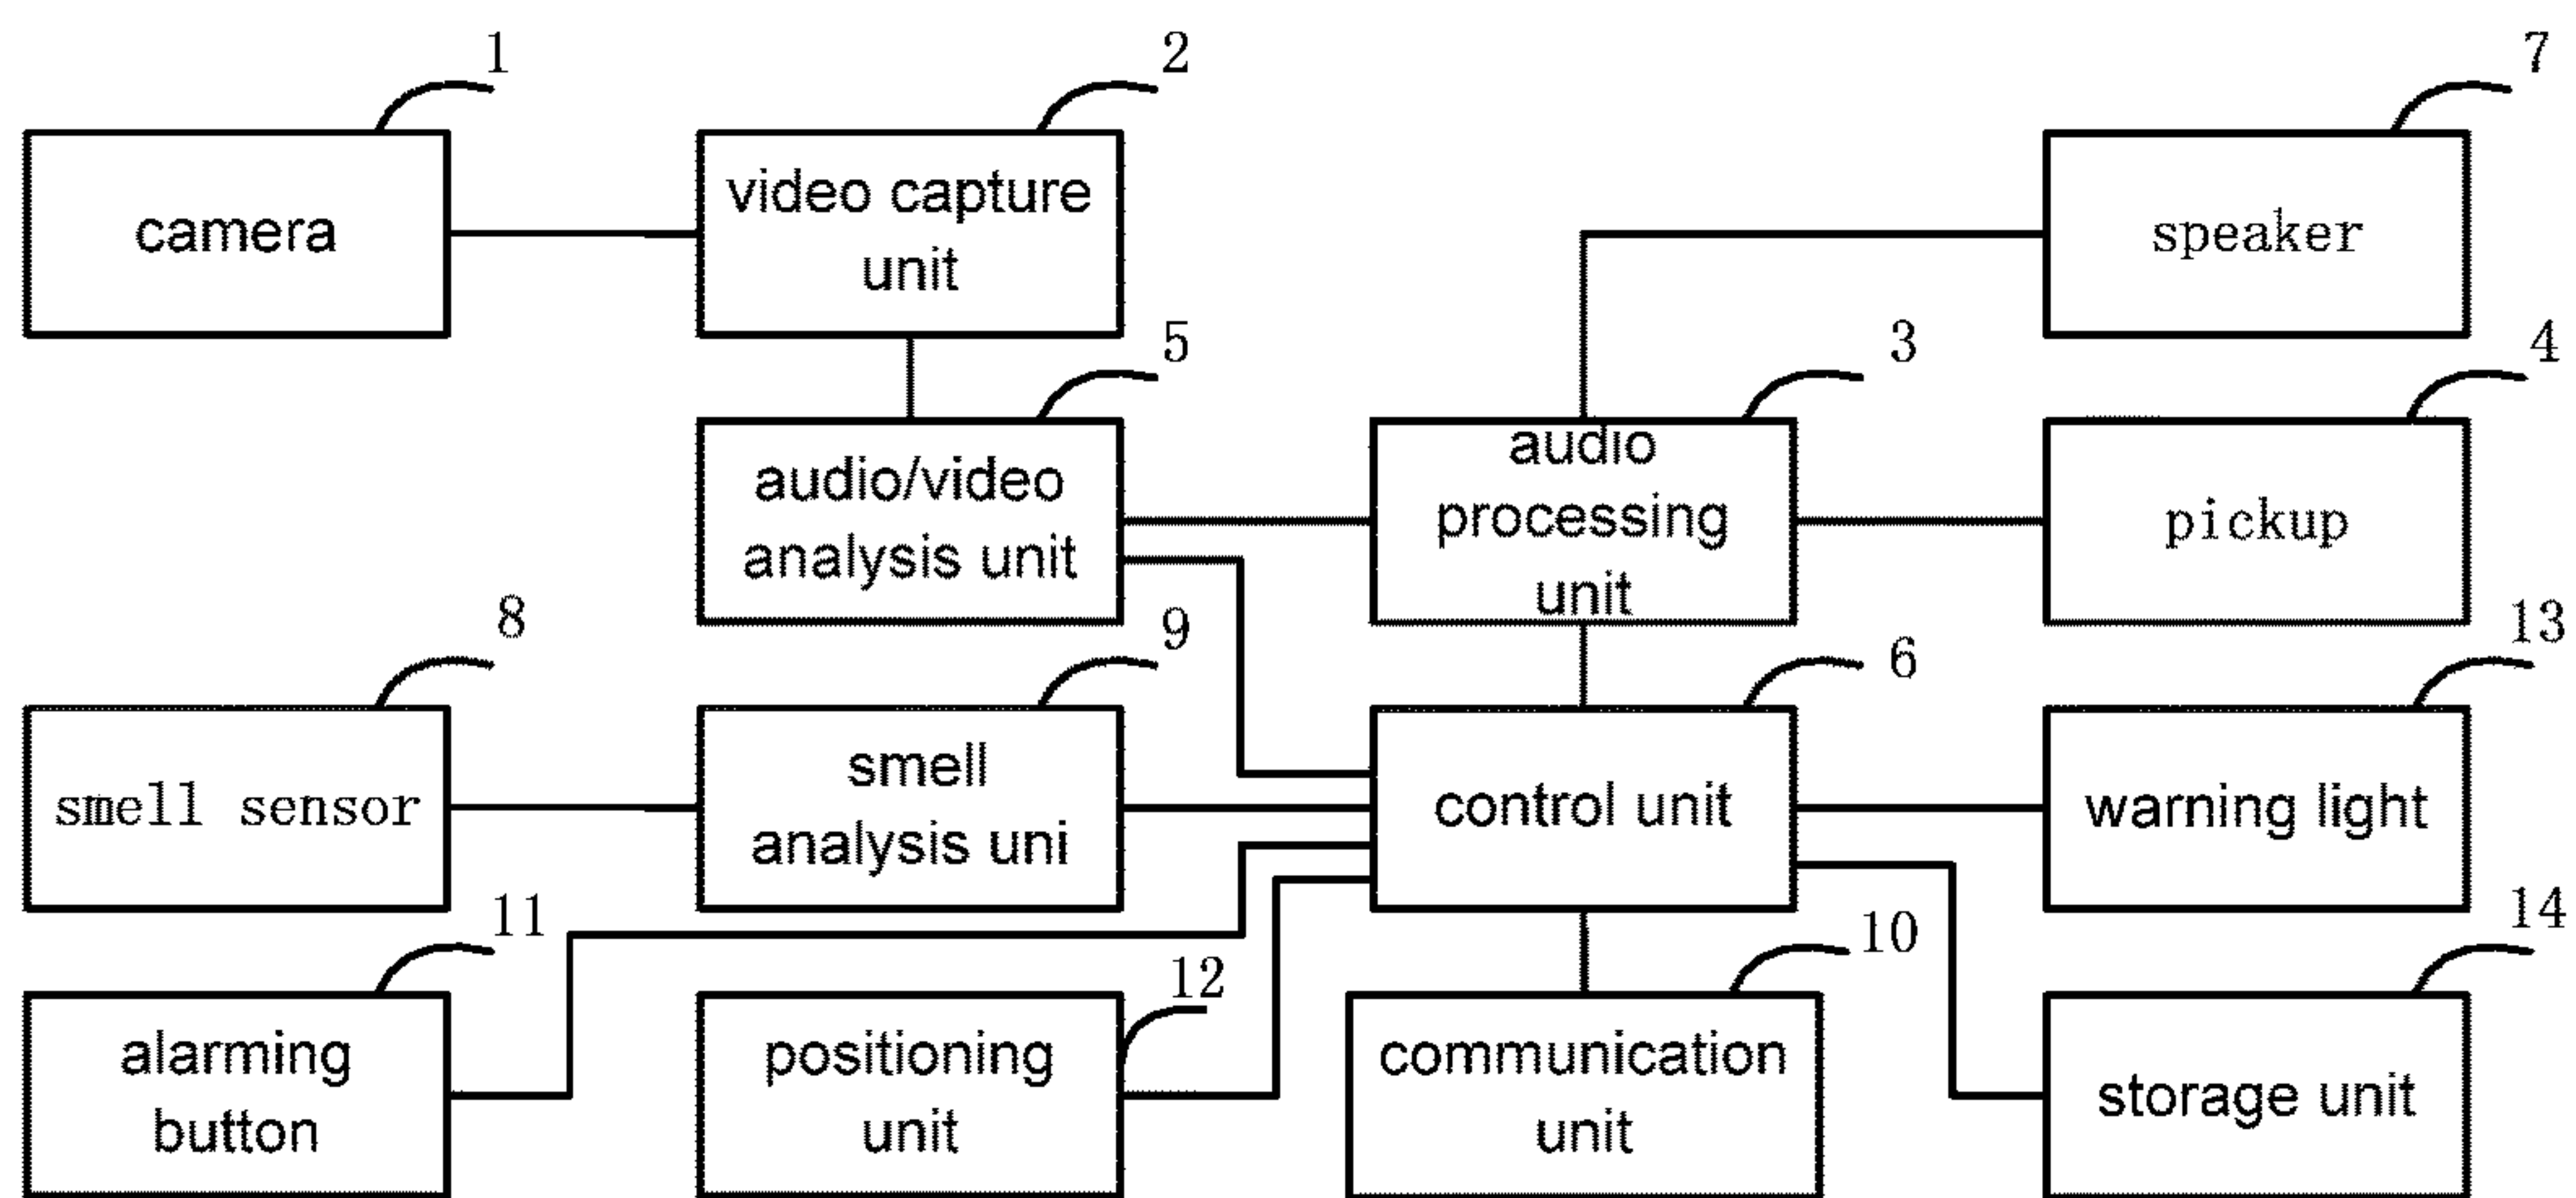 1
2
7
camera
video capture
unit
speaker
5
3
4
audio/video
analysis unit
audio
processing
unit
pickup
8
9
6
13
smell sensor
smell
analysis uni
control unit
warning light
11
12
10
14
alarming
button
positioning
unit
communication
unit
storage unit